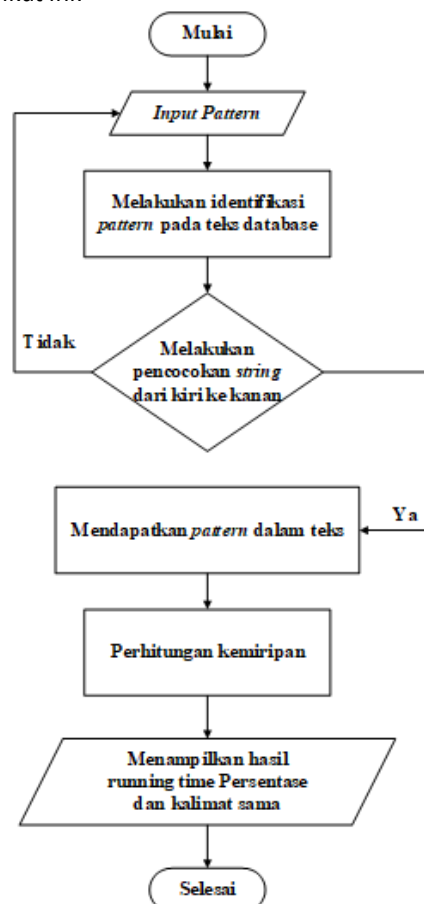 Mulai
Input Pattern
Melakukan identifikasi
pattern pada teks database
Tidak
Melakukan
pencocokan string
dari kiri ke kanan
Ya
Mendapatkan pattern dalam teks
Perhitungan kemiripan
Menampilkan hasil
running time Persentase
dan kalimat sama
Selesai